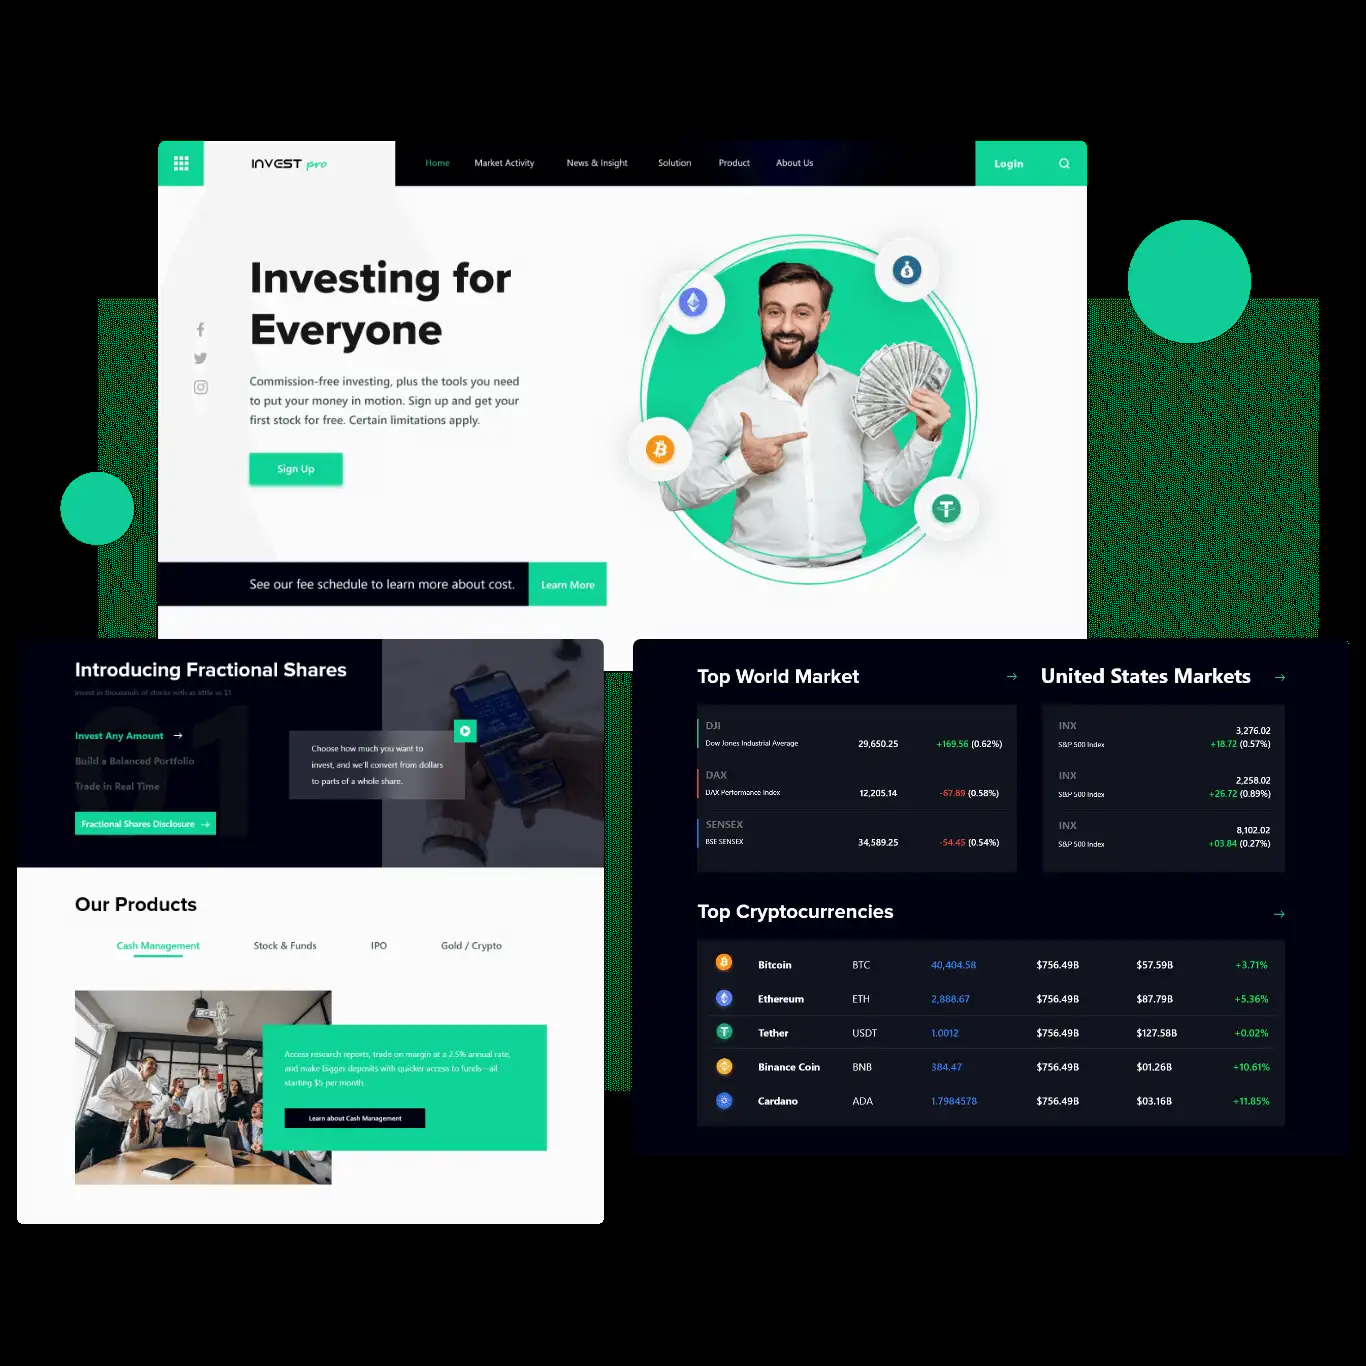 INVEST pro
Home Market Activity News & Insight Solution Product About Us
Login
Investing for
Everyone
Commission-free investing, plus the tools you need
to put your money in motion. Sign up and get your
first stock for free. Certain limitations apply.
Sign Up
See our fee schedule to learn more about cost. Learn More
Introducing Fractional Shares
Invest in thousands of stocks with as little as $1
01
Invest Any Amount →
Build a Balanced Portfolio
Trade in Real Time
Fractional Shares Disclosure →
Choose how much you want to
invest, and we'll convert from dollars
to parts of a whole share.
Our Products
Cash Management Stock & Funds IPO Gold / Crypto
Access research reports, trade on margin at a 2.5% annual rate,
and make bigger deposits with quicker access to funds—all
starting $5 per month.
Learn about Cash Management
Top World Market →
DJI
Dow Jones Industrial Average 29,650.25 +169.56 (0.62%)
DAX
DAX Performance Index 12,205.14 -67.89 (0.58%)
SENSEX
BSE SENSEX 34,589.25 -54.45 (0.54%)
United States Markets →
INX 3,276.02
S&P 500 Index +18.72 (0.57%)
INX 2,258.02
S&P 500 Index +26.72 (0.89%)
INX 8,102.02
S&P 500 Index +03.84 (0.27%)
Top Cryptocurrencies →
Bitcoin BTC 40,404.58 $756.49B $57.59B +3.71%
Ethereum ETH 2,888.67 $756.49B $87.79B +5.36%
Tether USDT 1.0012 $756.49B $127.58B +0.02%
Binance Coin BNB 384.47 $756.49B $01.26B +10.61%
Cardano ADA 1.7984578 $756.49B $03.16B +11.85%